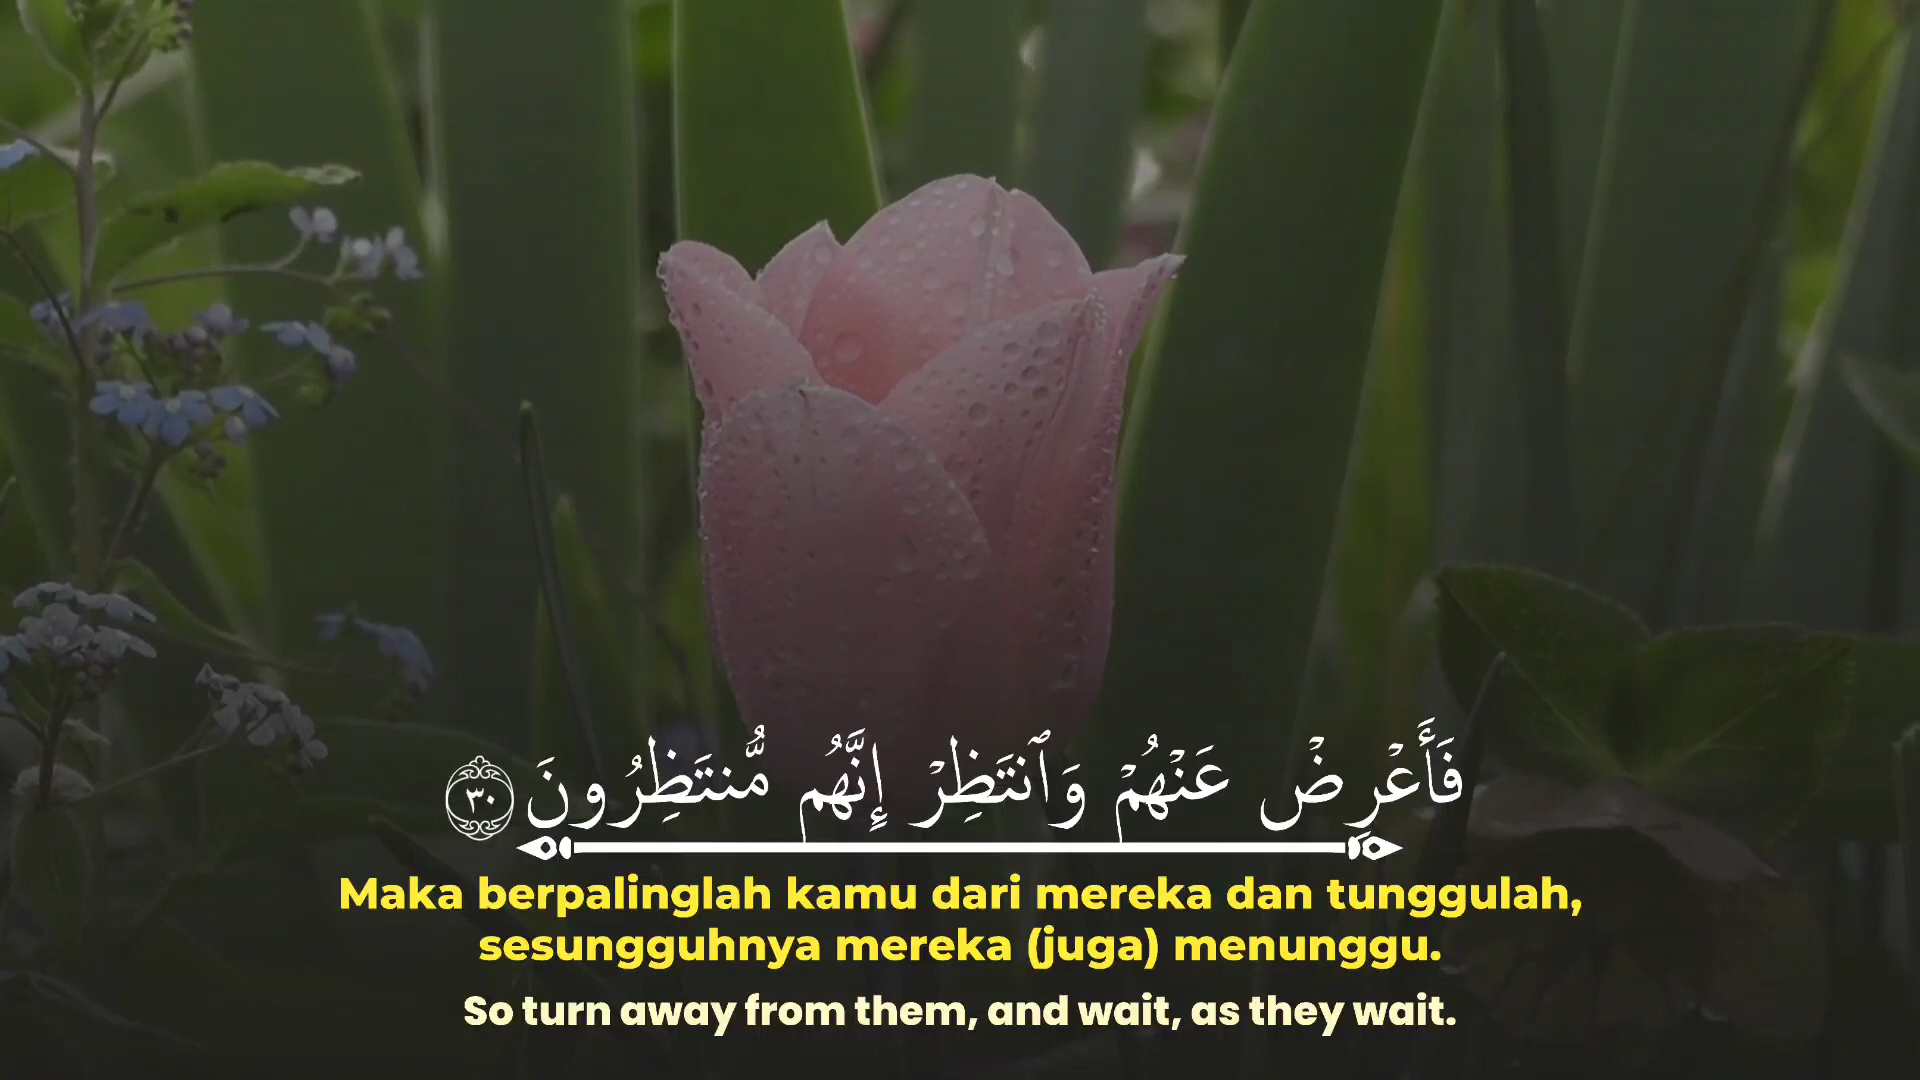 فَأَعْرِضْ عَنْهُمْ وَٱنتَظِرْ إِنَّهُم مُّنتَظِرُونَ ٣٠
Maka berpalinglah kamu dari mereka dan tunggulah,
sesungguhnya mereka (juga) menunggu.
So turn away from them, and wait, as they wait.